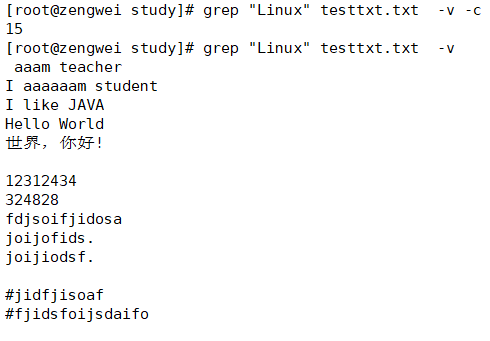 [root@zengwei study]# grep "Linux" testtxt.txt  -v -c
15
[root@zengwei study]# grep "Linux" testtxt.txt  -v
 aaam teacher
I aaaaaam student
I like JAVA
Hello World
世界，你好!

12312434
324828
fdjsoifjidosa
joijofids.
joijiodsf.

#jidfjisoaf
#fjidsfoijsdaifo